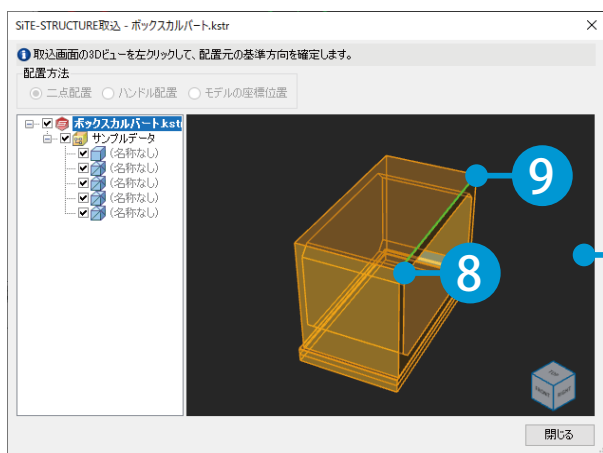 SiTE-STRUCTURE取込 - ボックスカルバート.kstr
取込画面の3Dビューを左クリックして、配置元の基準方向を確定します。
配置方法
二点配置 ハンドル配置 モデルの座標位置
ボックスカルバート.kstr
サンプルデータ
(名称なし)
(名称なし)
(名称なし)
(名称なし)
(名称なし)
9
8
TOP
FRONT RIGHT
閉じる